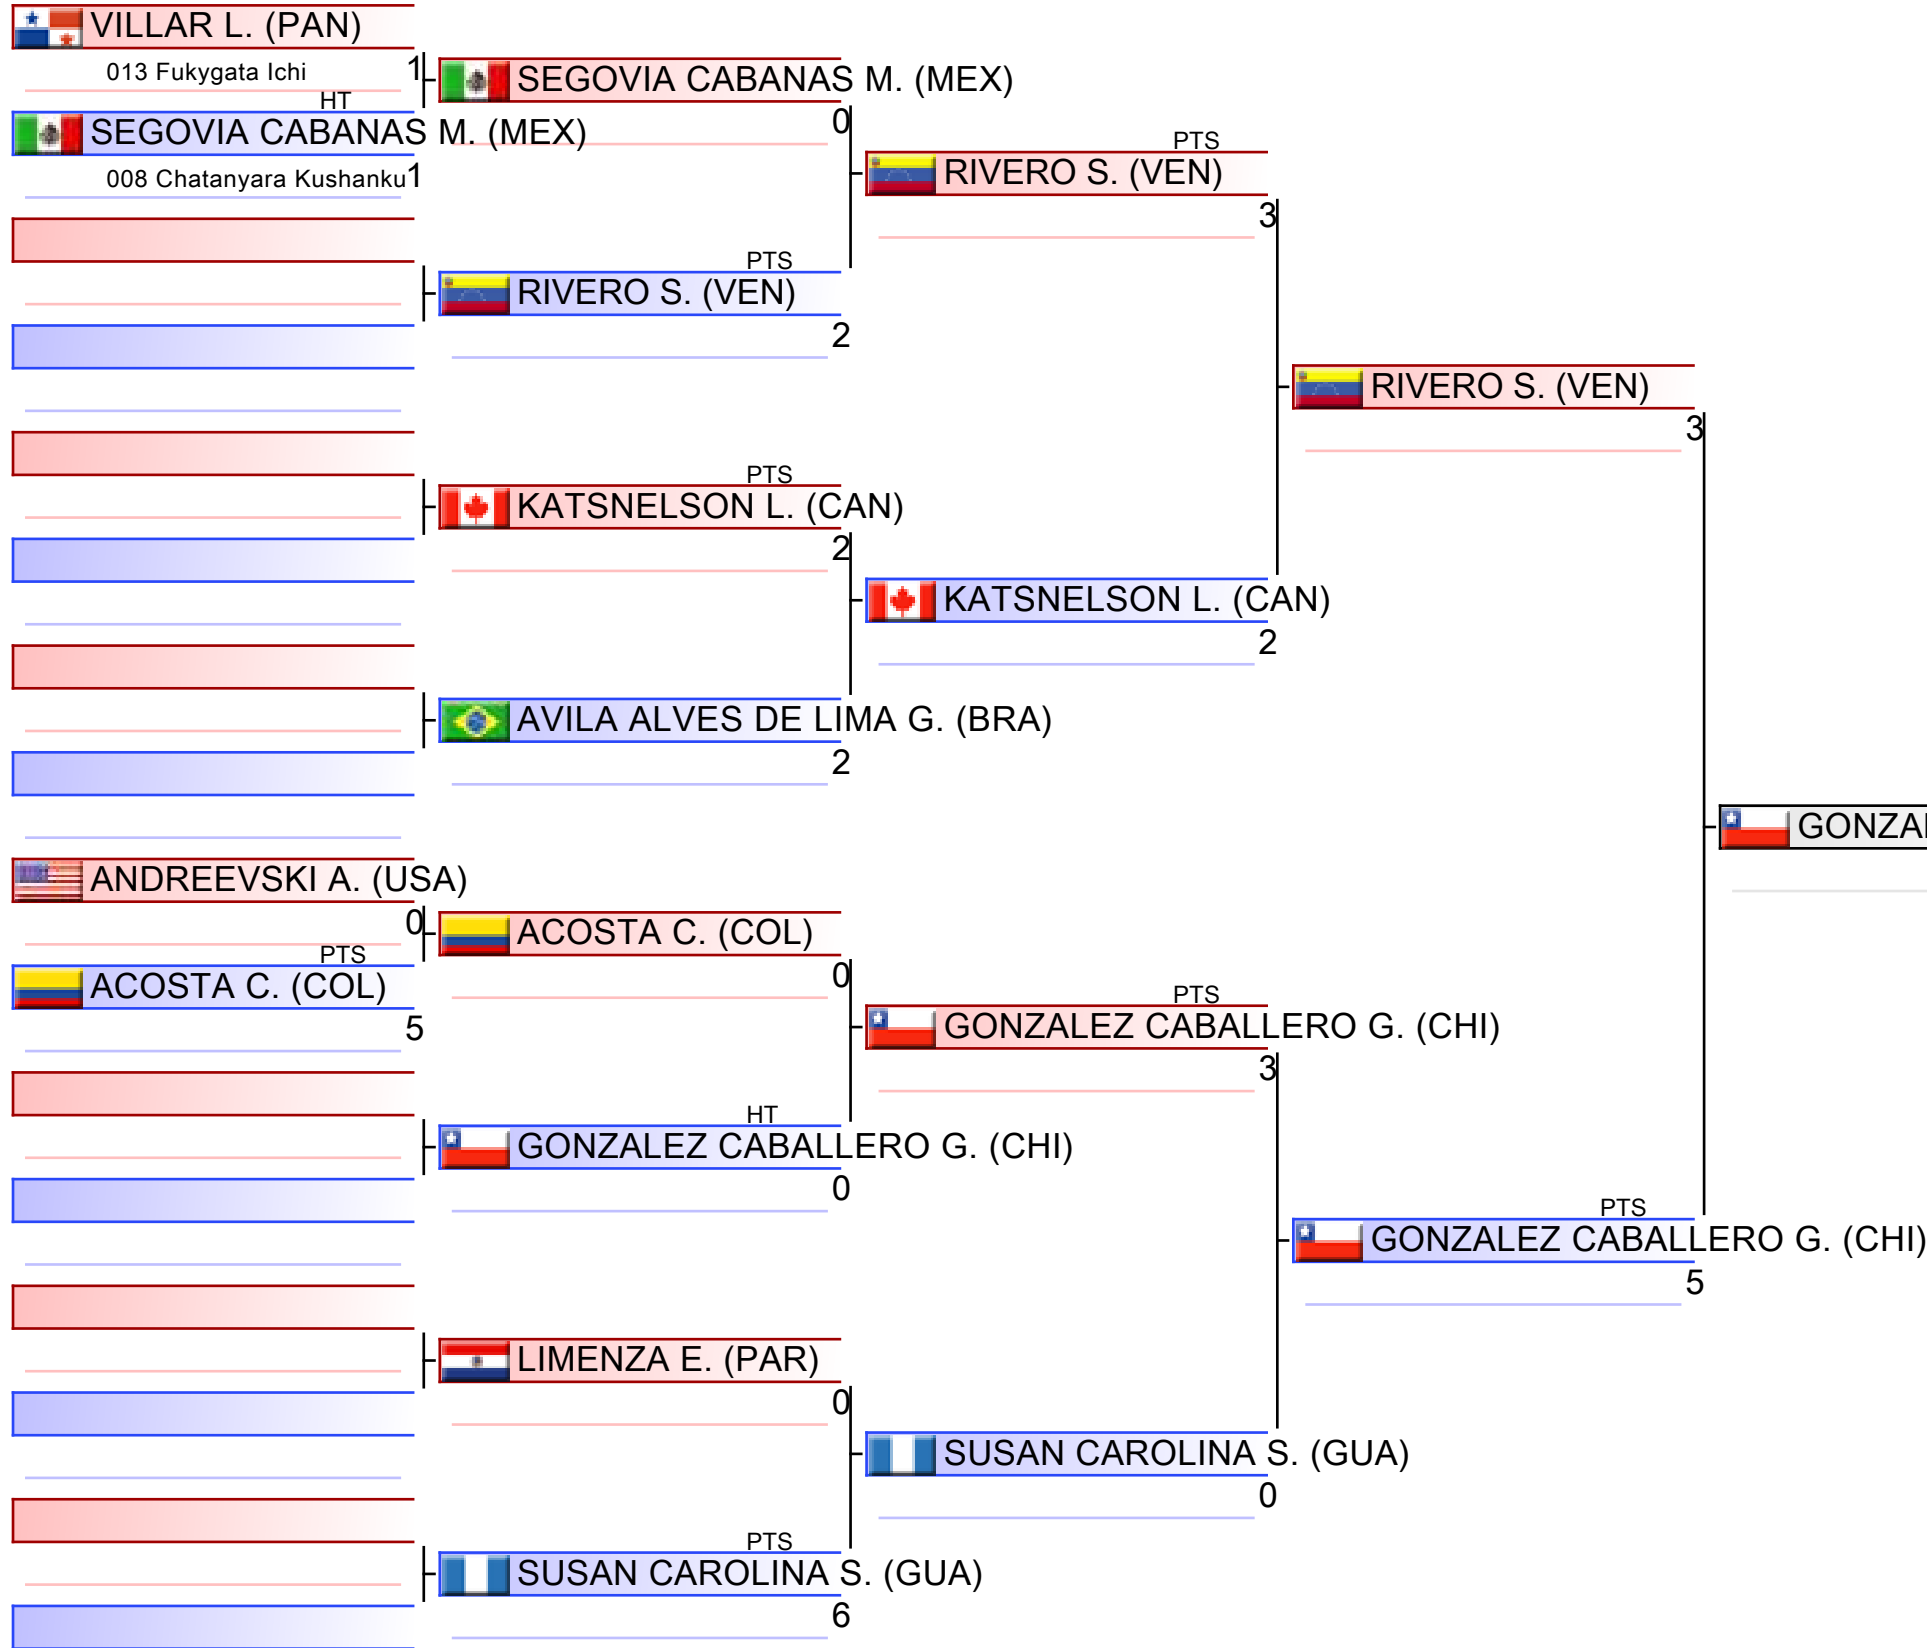 VILLAR L. (PAN)
013 Fukygata Ichi
1
HT
SEGOVIA CABANAS M. (MEX)
008 Chatanyara Kushanku
1
ANDREEVSKI A. (USA)
0
PTS
ACOSTA C. (COL)
5
SEGOVIA CABANAS M. (MEX)
0
PTS
RIVERO S. (VEN)
2
PTS
KATSNELSON L. (CAN)
2
AVILA ALVES DE LIMA G. (BRA)
2
ACOSTA C. (COL)
0
HT
GONZALEZ CABALLERO G. (CHI)
0
LIMENZA E. (PAR)
0
PTS
SUSAN CAROLINA S. (GUA)
6
PTS
RIVERO S. (VEN)
3
KATSNELSON L. (CAN)
2
PTS
GONZALEZ CABALLERO G. (CHI)
3
SUSAN CAROLINA S. (GUA)
0
RIVERO S. (VEN)
3
PTS
GONZALEZ CABALLERO G. (CHI)
5